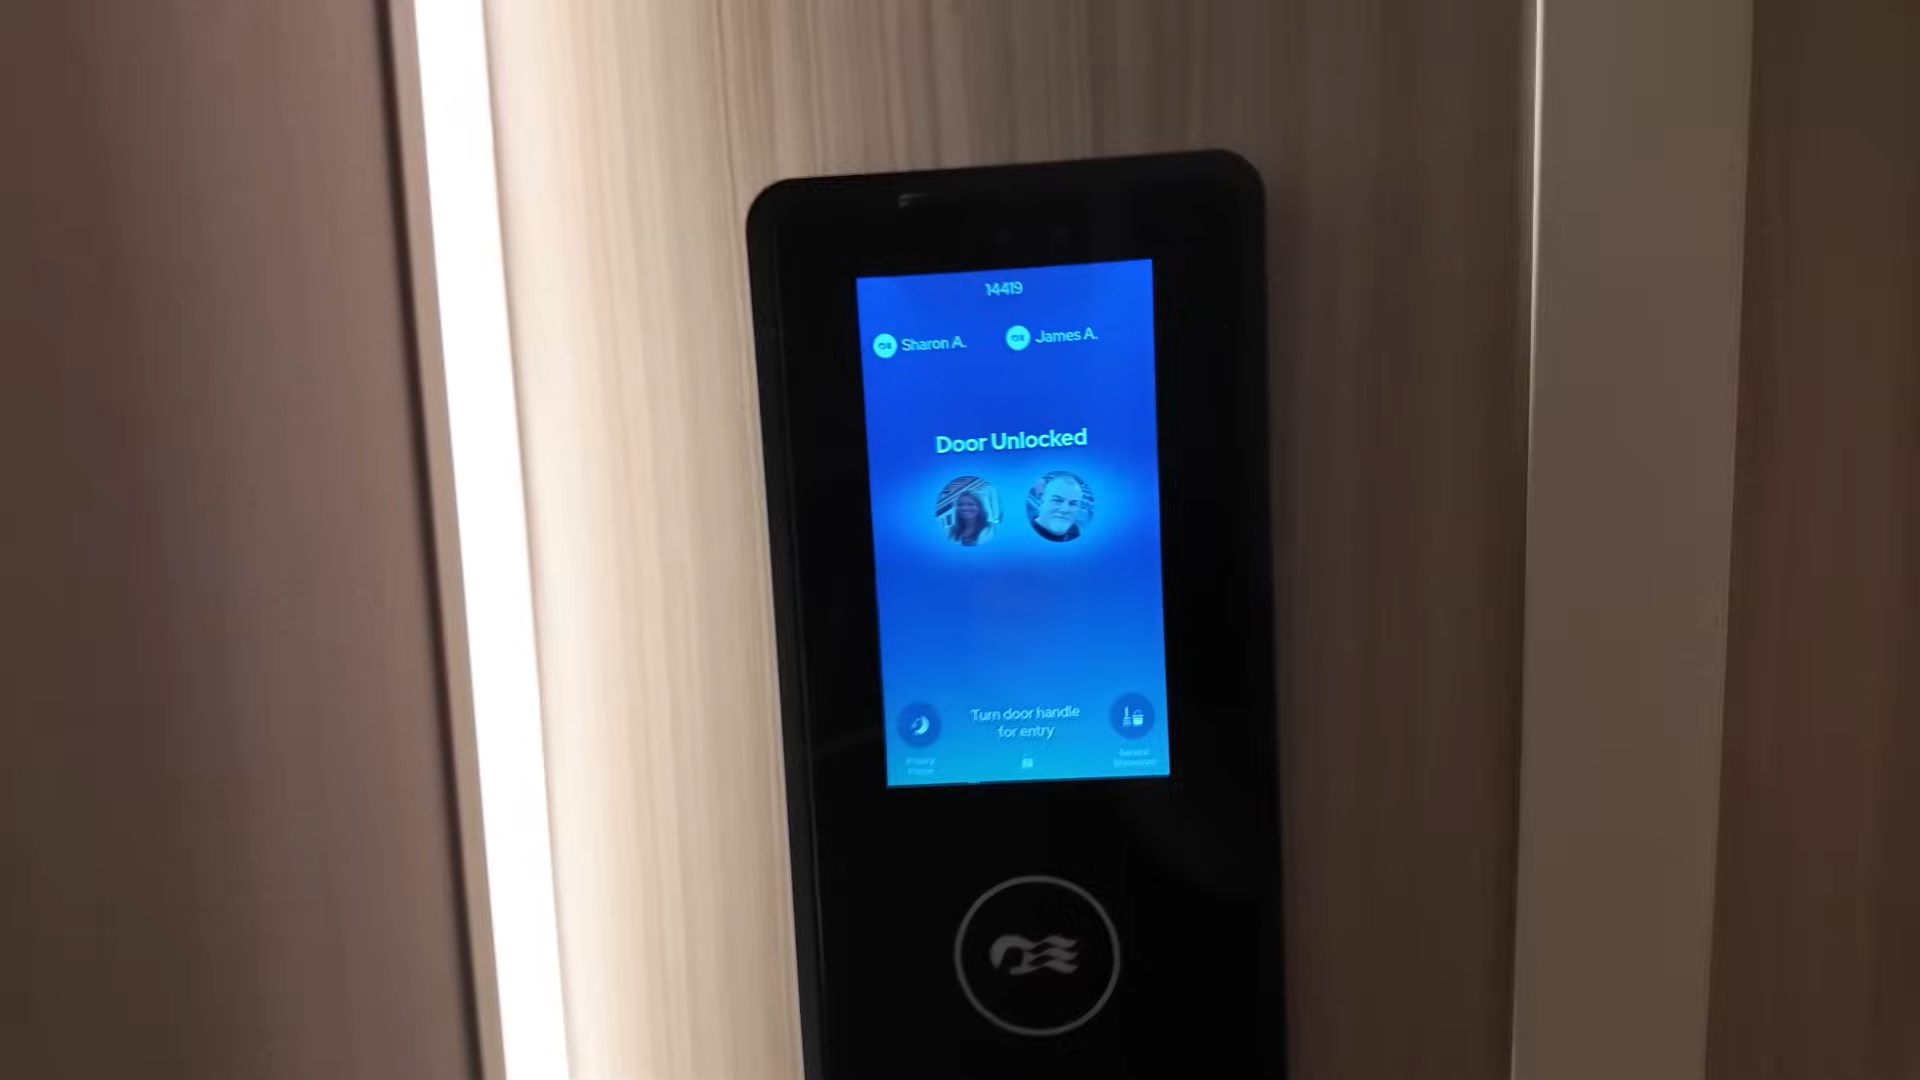 14419
Sharon A.
James A.
Door Unlocked
Turn door handle
for entry